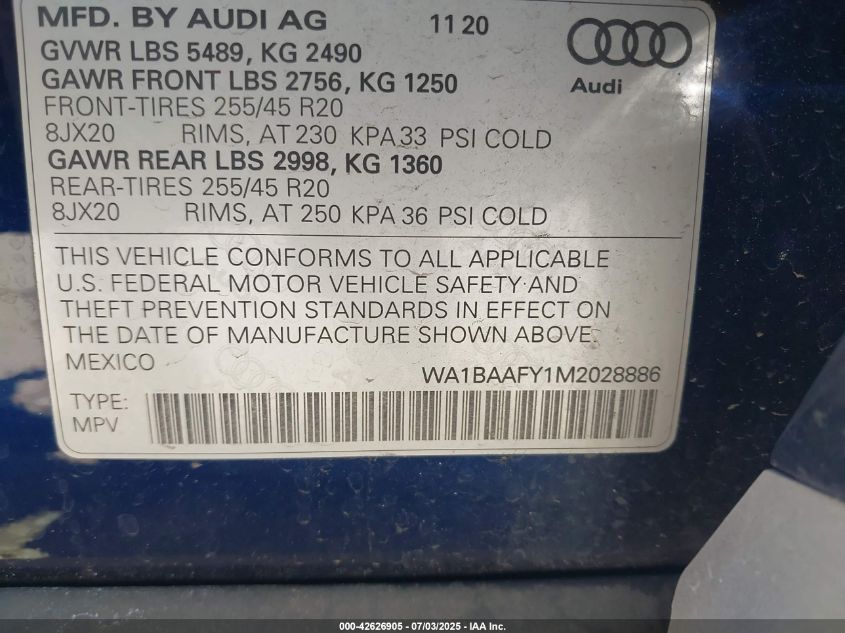 MFD. BY AUDI AG 11 20
GVWR LBS 5489, KG 2490
GAWR FRONT LBS 2756, KG 1250
Audi
FRONT-TIRES 255/45 R20
8JX20 RIMS, AT 230 KPA 33 PSI COLD
GAWR REAR LBS 2998, KG 1360
REAR-TIRES 255/45 R20
8JX20 RIMS, AT 250 KPA 36 PSI COLD
THIS VEHICLE CONFORMS TO ALL APPLICABLE
U.S. FEDERAL MOTOR VEHICLE SAFETY AND
THEFT PREVENTION STANDARDS IN EFFECT ON
THE DATE OF MANUFACTURE SHOWN ABOVE.
MEXICO
WA1BAAFY1M2028886
TYPE:
MPV
000-42626905 - 07/03/2025 - IAA Inc.